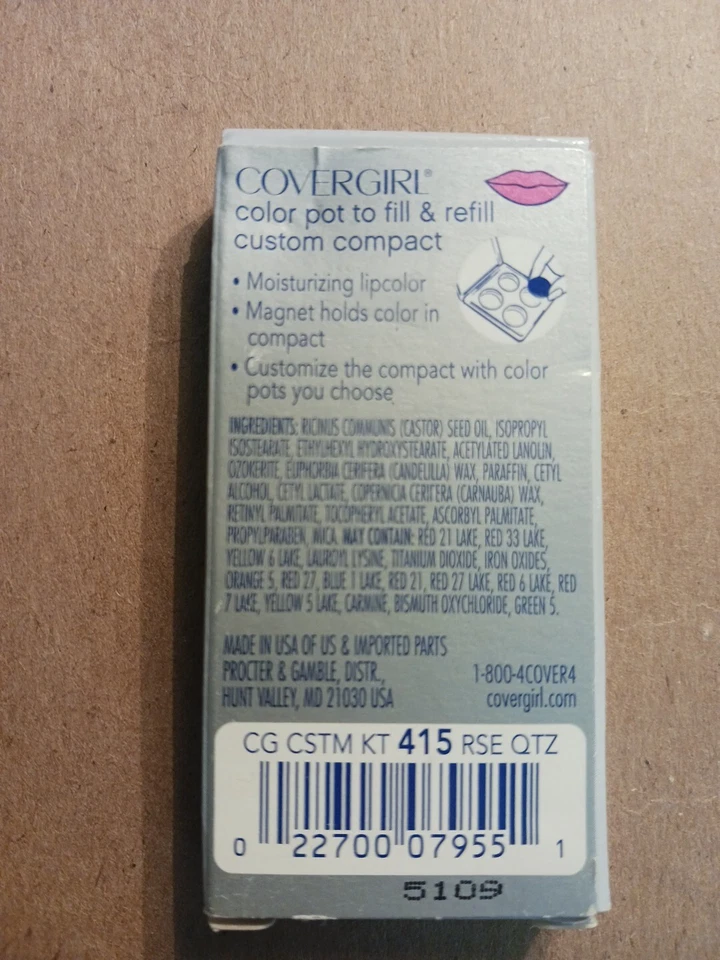 COVERGIRL®
color pot to fill & refill
custom compact
• Moisturizing lipcolor
• Magnet holds color in
compact
• Customize the compact with color
pots you choose
INGREDIENTS: RICINUS COMMUNIS (CASTOR) SEED OIL, ISOPROPYL
ISOSTEARATE, ETHYLHEXYL HYDROXYSTEARATE, ACETYLATED LANOLIN,
OZOKERITE, EUPHORBIA CERIFERA (CANDELILLA) WAX, PARAFFIN, CETYL
ALCOHOL, CETYL LACTATE, COPERNICIA CERIFERA (CARNAUBA) WAX,
RETINYL PALMITATE, TOCOPHERYL ACETATE, ASCORBYL PALMITATE,
PROPYLPARABEN, MICA. MAY CONTAIN: RED 21 LAKE, RED 33 LAKE,
YELLOW 6 LAKE, LAUROYL LYSINE, TITANIUM DIOXIDE, IRON OXIDES,
ORANGE 5, RED 27, BLUE 1 LAKE, RED 21, RED 27 LAKE, RED 6 LAKE, RED
7 LAKE, YELLOW 5 LAKE, CARMINE, BISMUTH OXYCHLORIDE, GREEN 5.
MADE IN USA OF US & IMPORTED PARTS
PROCTER & GAMBLE, DISTR., 1-800-4COVER4
HUNT VALLEY, MD 21030 USA covergirl.com
CG CSTM KT 415 RSE QTZ
0 22700 07955 1
5109